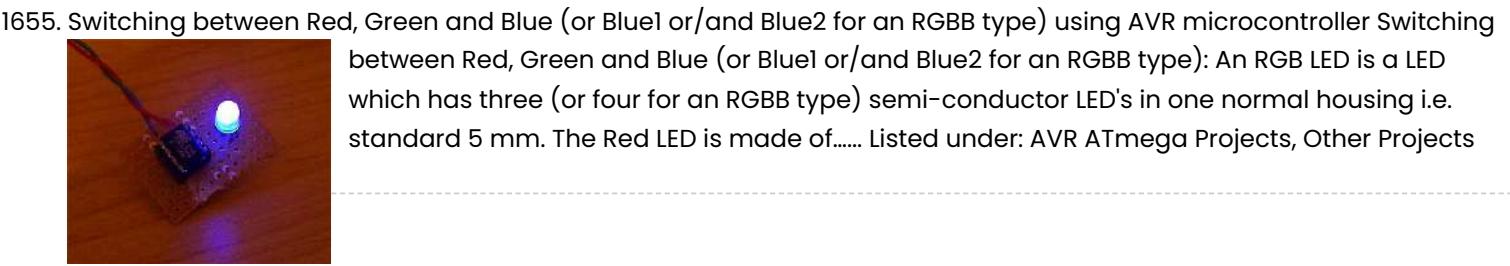 1655. Switching between Red, Green and Blue (or Blue1 or/and Blue2 for an RGBB type) using AVR microcontroller Switching
between Red, Green and Blue (or Blue1 or/and Blue2 for an RGBB type): An RGB LED is a LED
which has three (or four for an RGBB type) semi-conductor LED's in one normal housing i.e.
standard 5 mm. The Red LED is made of…… Listed under: AVR ATmega Projects, Other Projects